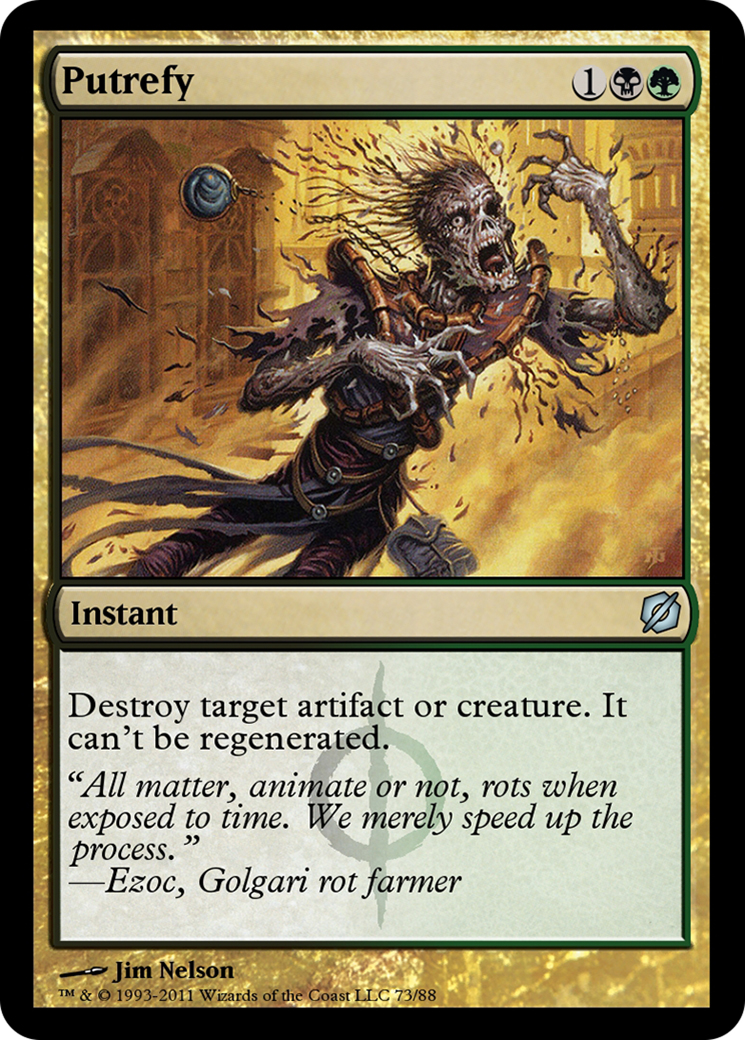 Putrefy 1
Instant
Destroy target artifact or creature. It
can’t be regenerated.
“All matter, animate or not, rots when
exposed to time. We merely speed up the
process.”
—Ezoc, Golgari rot farmer
Jim Nelson
™ & © 1993-2011 Wizards of the Coast LLC 73/88